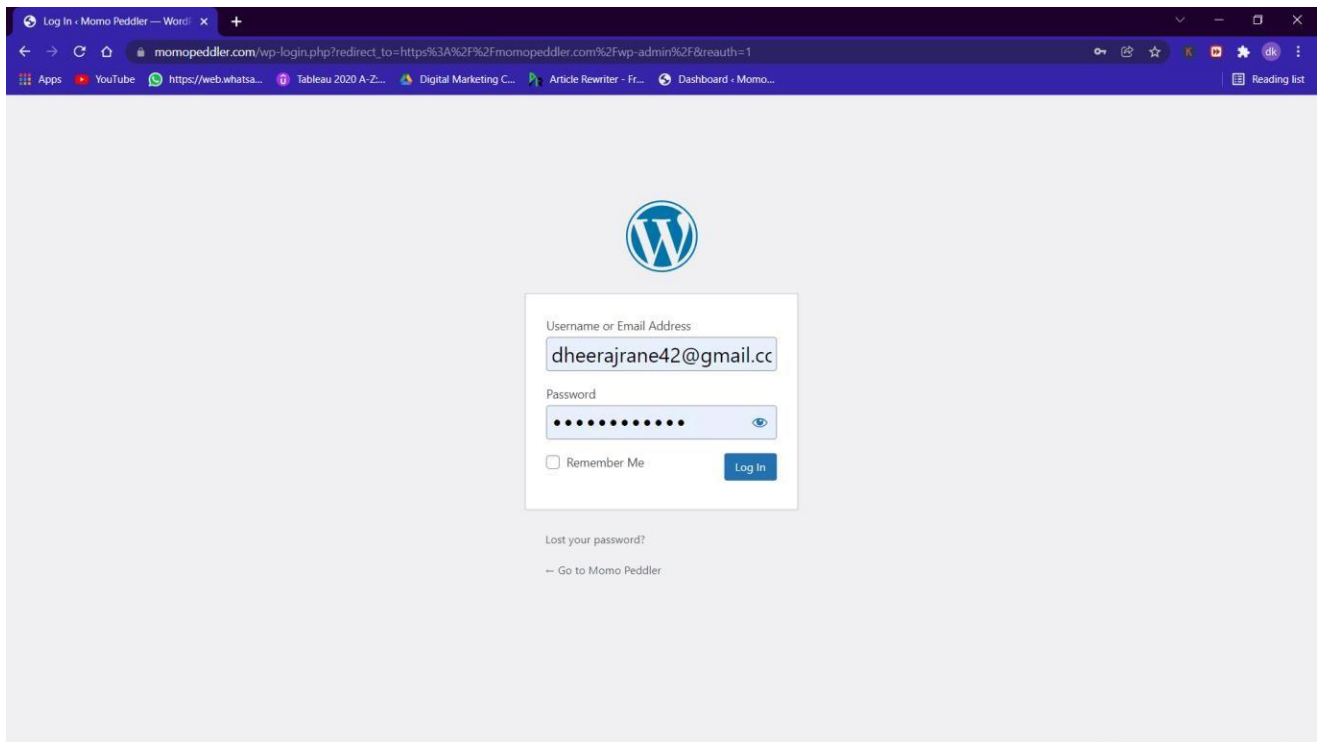 Log In ‹ Momo Peddler — Word
momopeddler.com/wp-login.php?redirect_to=https%3A%2F%2Fmomopeddler.com%2Fwp-admin%2F&reauth=1
dk
Apps YouTube https://web.whatsa... Tableau 2020 A-Z:... Digital Marketing C... Article Rewriter - Fr... Dashboard ‹ Momo... Reading list
W
Username or Email Address
dheerajrane42@gmail.cc
Password
••••••••••••
Remember Me Log In
Lost your password?
← Go to Momo Peddler